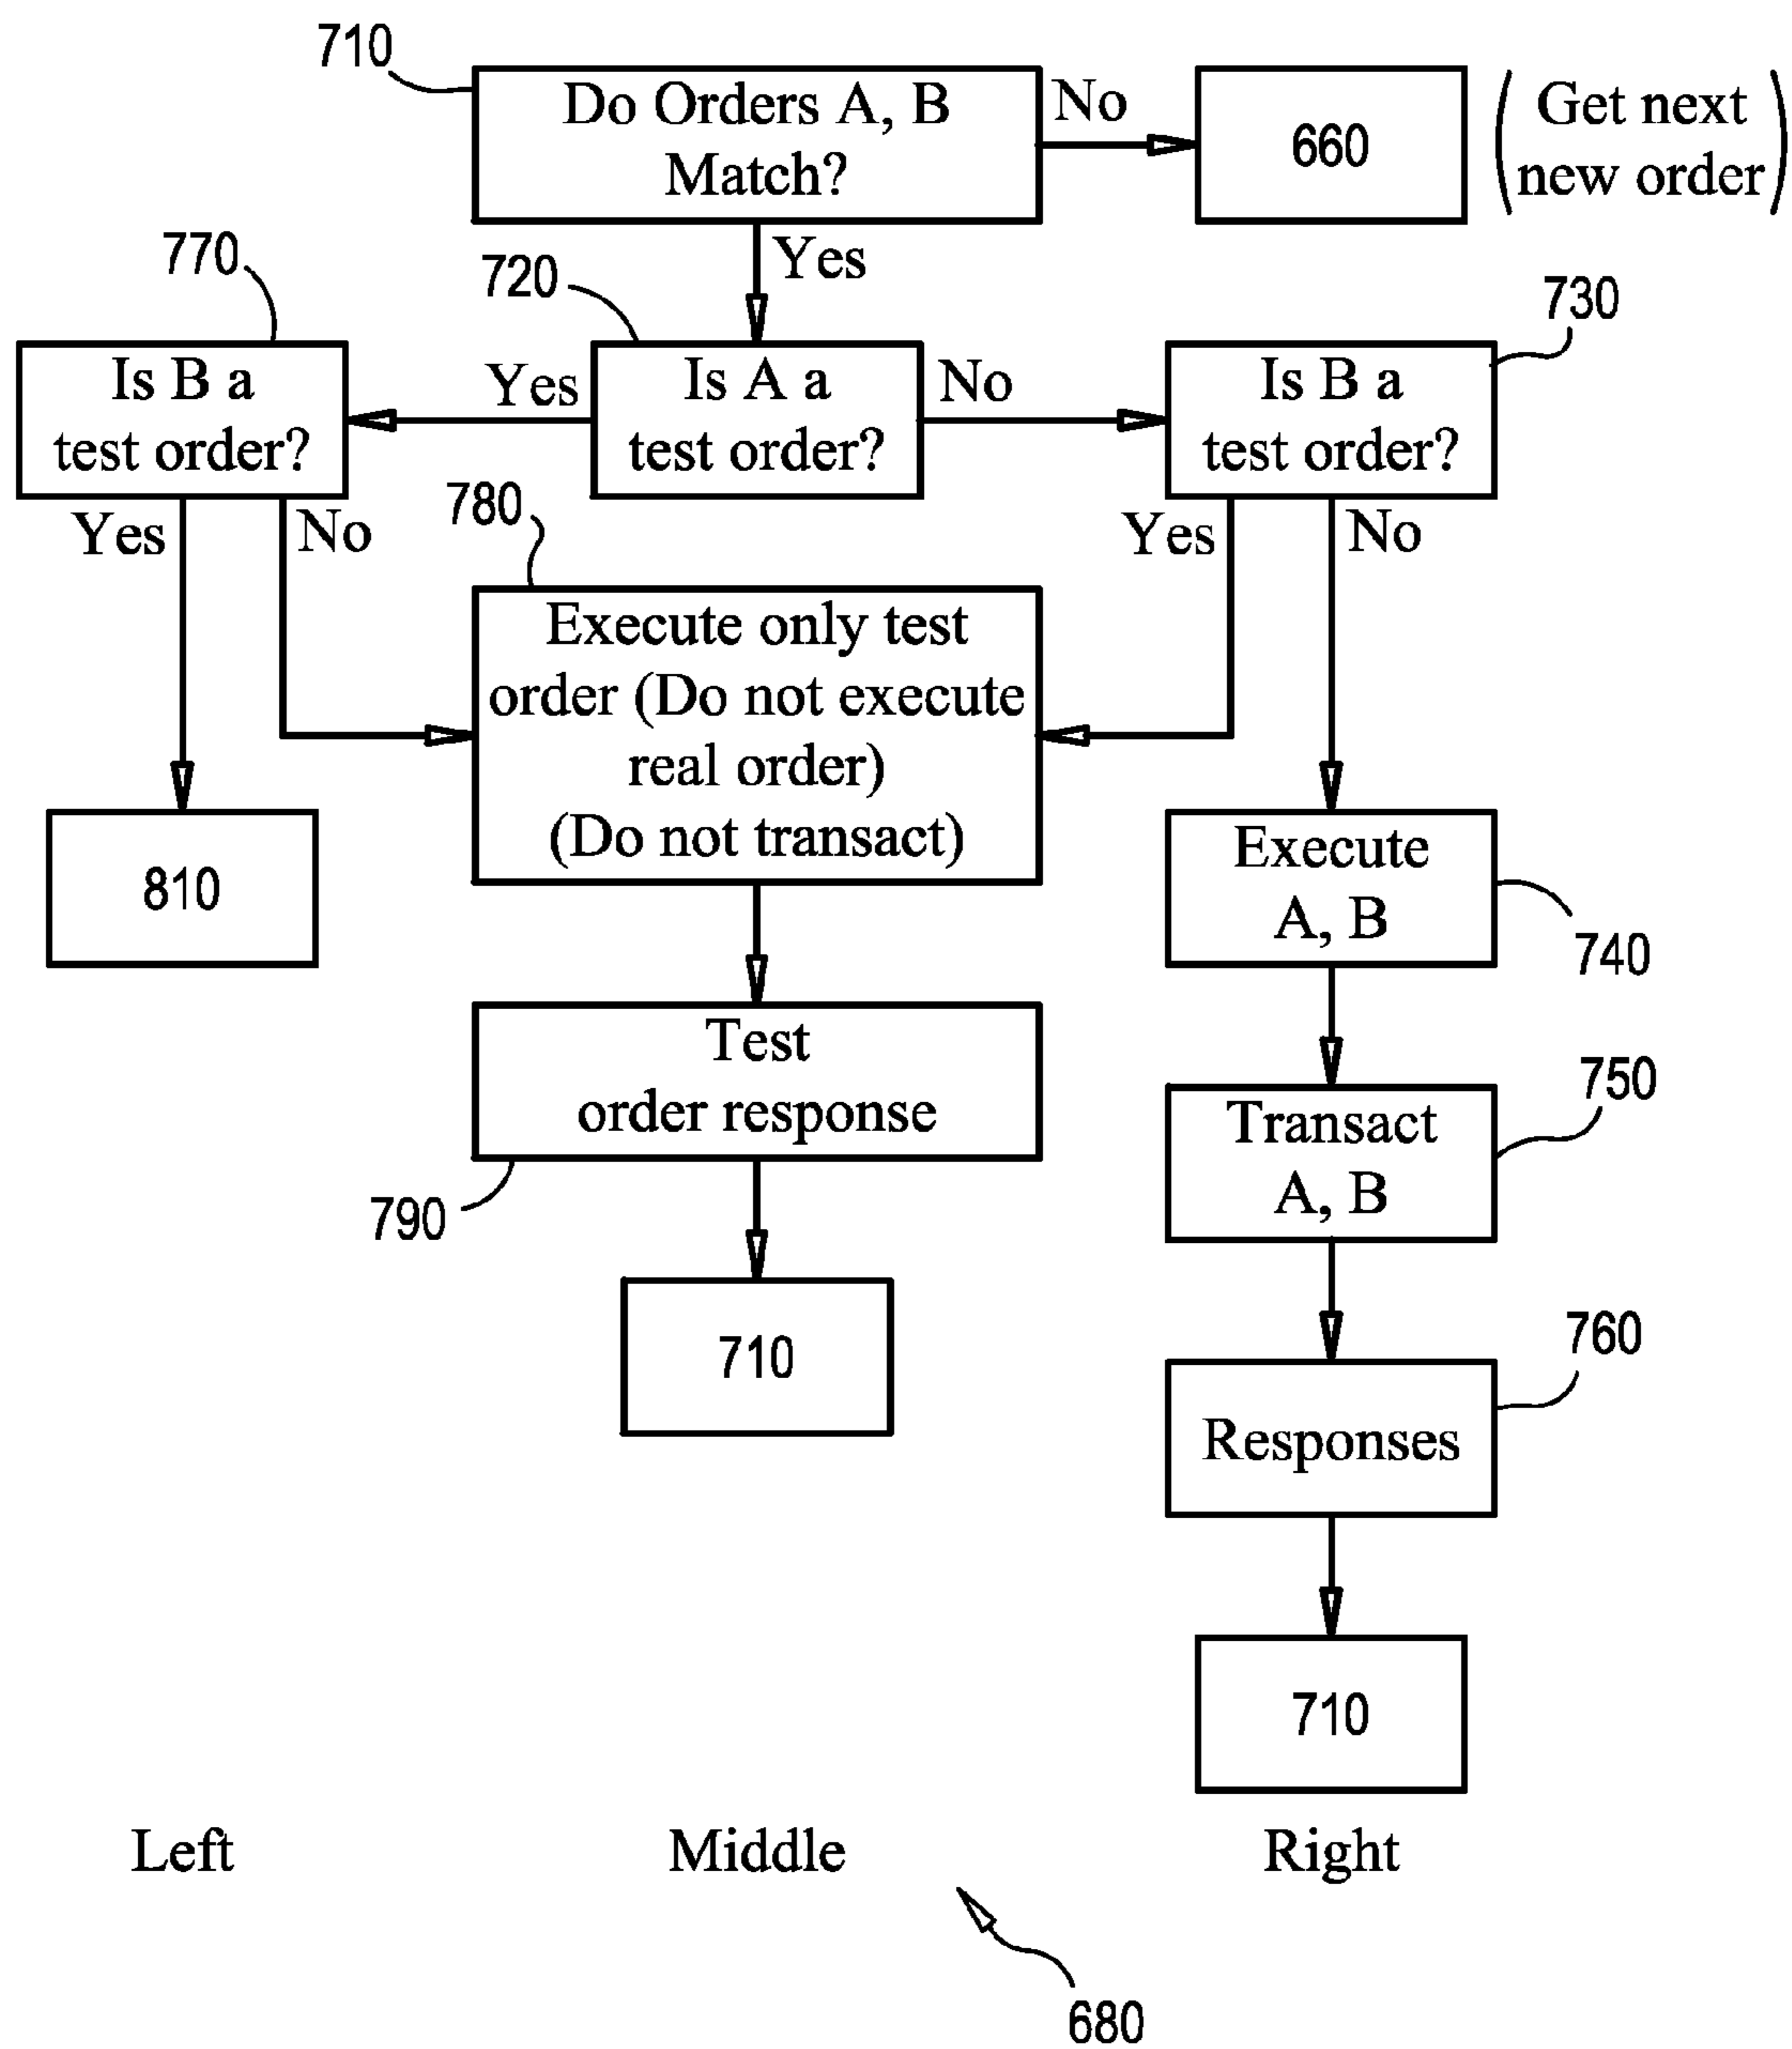 710
Do Orders A, B
Match?
No
660
Get next
new order
Yes
770
720
730
Is B a
test order?
Yes
Is A a
test order?
No
Is B a
test order?
Yes
No
780
Yes
No
Execute only test
order (Do not execute
real order)
(Do not transact)
810
Execute
A, B
740
Test
order response
790
Transact
A, B
750
710
760
Responses
710
Left
Middle
Right
680